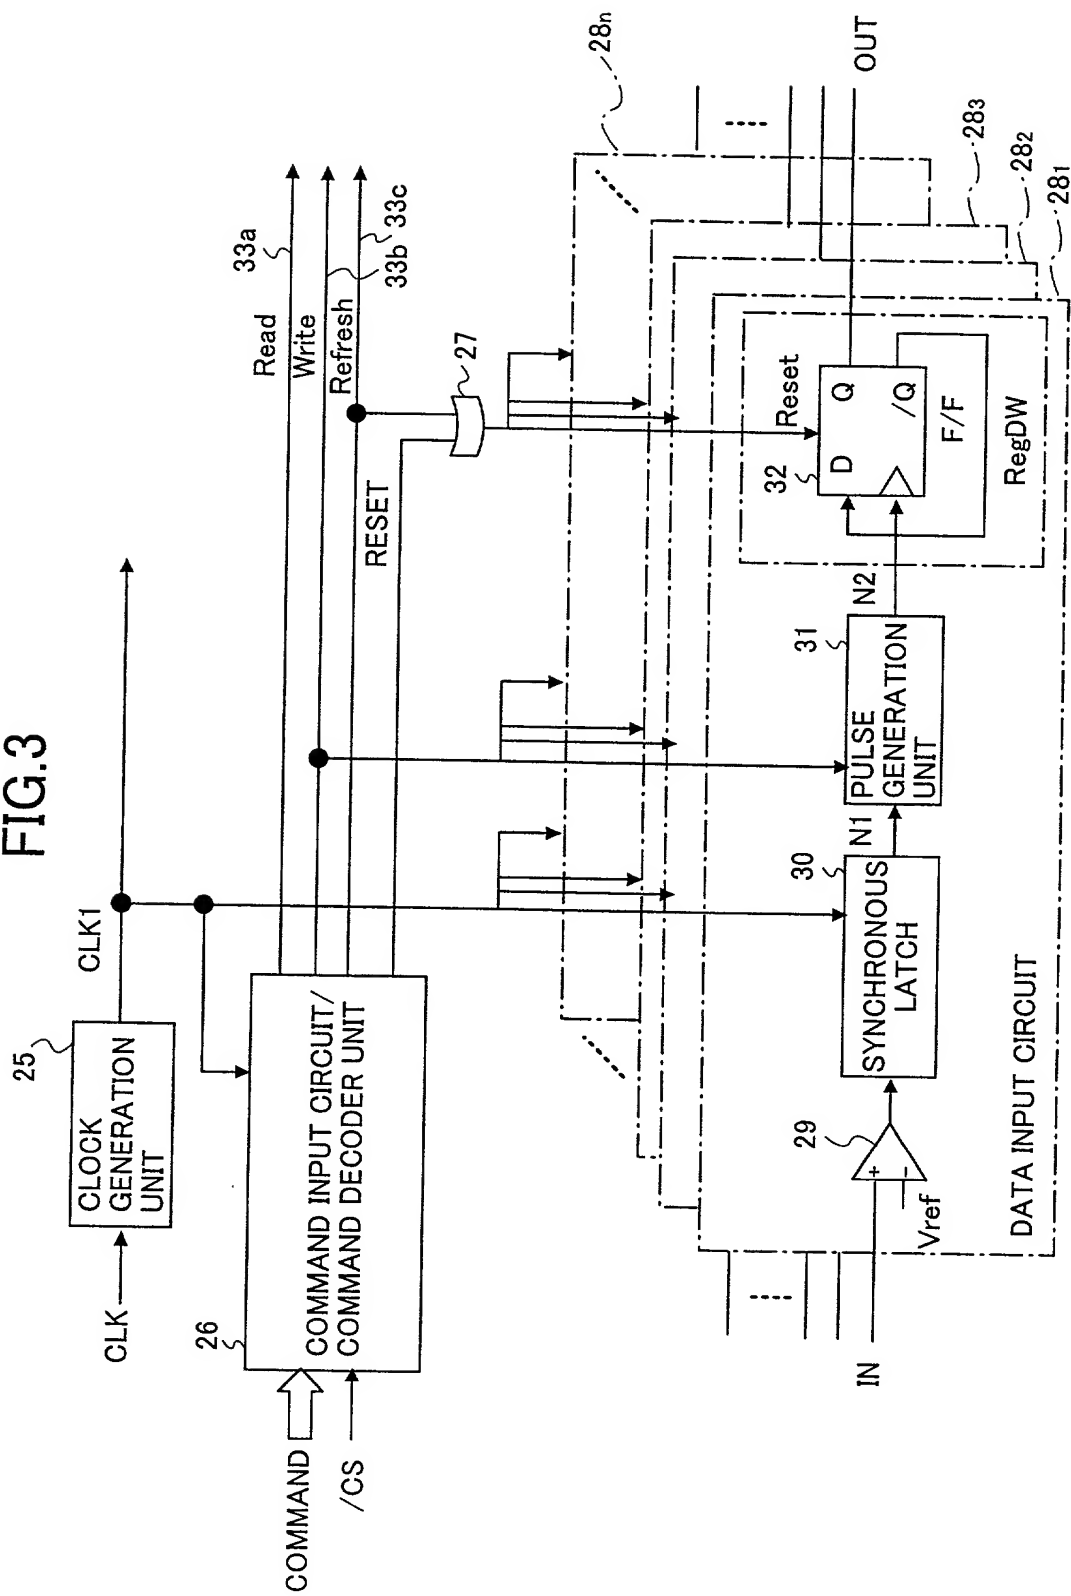 FIG.3
CLK
25
CLOCK
GENERATION
UNIT
CLK1
COMMAND
/CS
26
COMMAND INPUT CIRCUIT/
COMMAND DECODER UNIT
Read
Write
Refresh
RESET
33a
33b
33c
27
28n
283
282
281
IN
Vref
+
-
29
30
SYNCHRONOUS
LATCH
N1
31
PULSE
GENERATION
UNIT
N2
32
Reset
D
Q
/Q
F/F
RegDW
OUT
DATA INPUT CIRCUIT